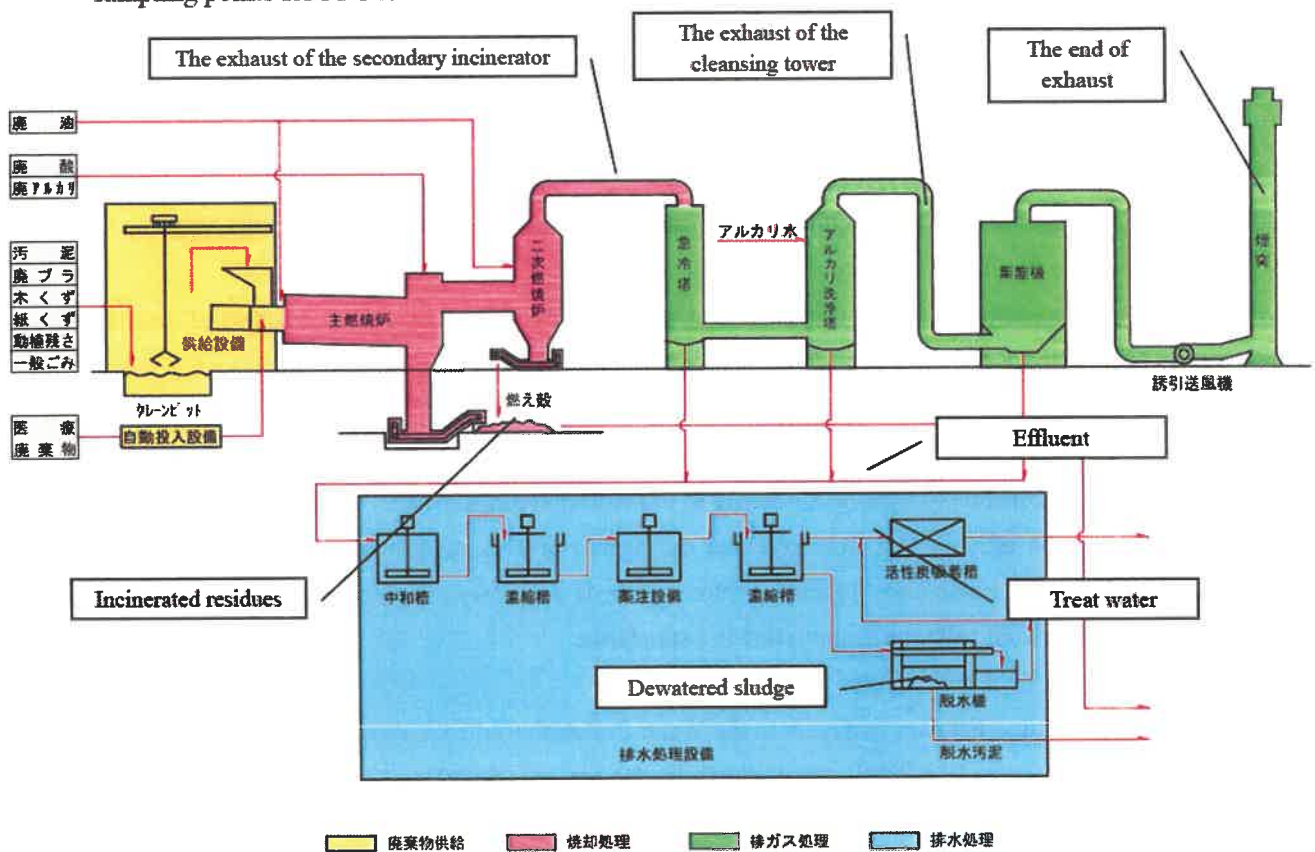 The exhaust of the secondary incinerator
The exhaust of the
cleansing tower
The end of
exhaust
廃油
廃酸
廃アルカリ
汚泥
廃プラ
木くず
紙くず
動植残さ
一般ごみ
医療
廃棄物
供給設備
クレーンピット
自動投入設備
主燃焼炉
二次燃焼炉
燃え殻
急冷塔
アルカリ水
アルカリ洗冷塔
集塵機
誘引送風機
煙突
Effluent
Incinerated residues
中和槽
濃縮槽
薬注設備
濃縮槽
活性炭吸着槽
Treat water
Dewatered sludge
脱水機
脱水汚泥
排水処理設備
廃棄物供給
焼却処理
排ガス処理
排水処理